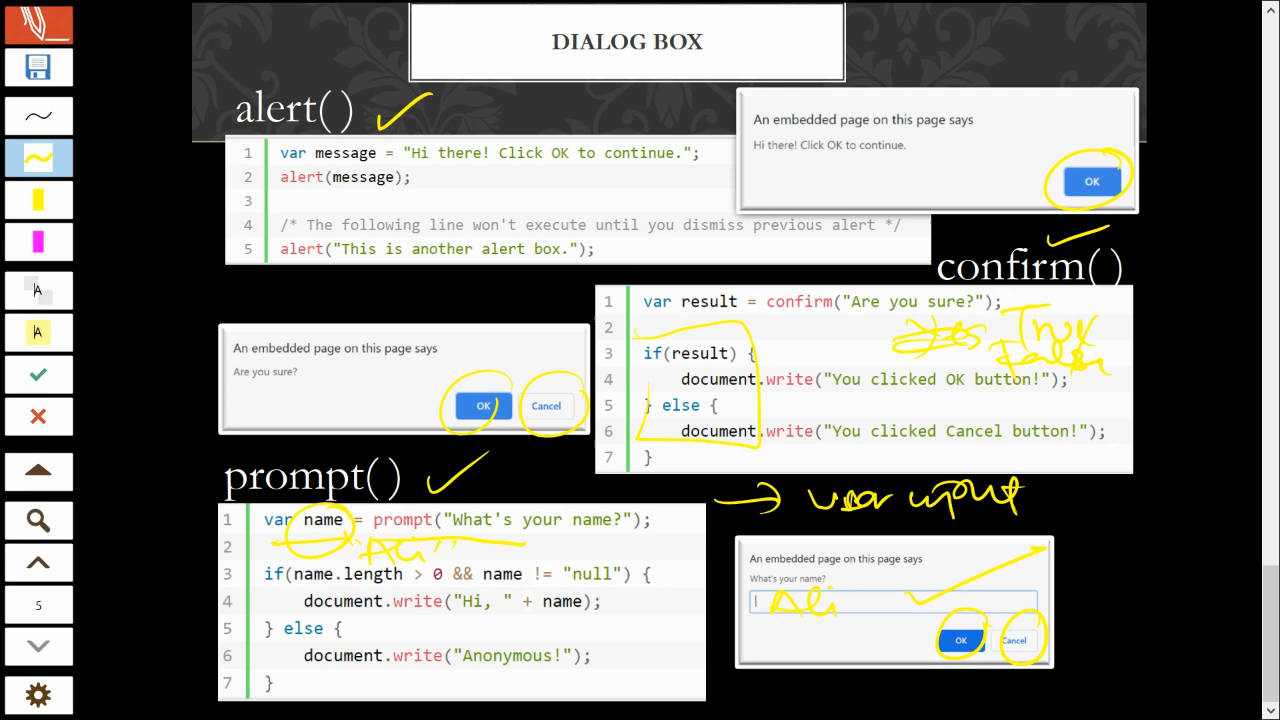 DIALOG BOX
alert()
An embedded page on this page says
Hi there! Click OK to continue.
OK
1 var message = "Hi there! Click OK to continue.";
2 alert(message);
3
4 /* The following line won't execute until you dismiss previous alert */
5 alert("This is another alert box.");
confirm()
1 var result = confirm("Are you sure?");
2
True
False
3 if(result) {
4 document.write("You clicked OK button!");
5 } else {
6 document.write("You clicked Cancel button!");
7 }
An embedded page on this page says
Are you sure?
OK Cancel
prompt()
→ user input
1 var name = prompt("What's your name?");
2 "Ali"
3 if(name.length > 0 && name != "null") {
4 document.write("Hi, " + name);
5 } else {
6 document.write("Anonymous!");
7 }
An embedded page on this page says
What's your name?
Ali
OK Cancel
A
A
5